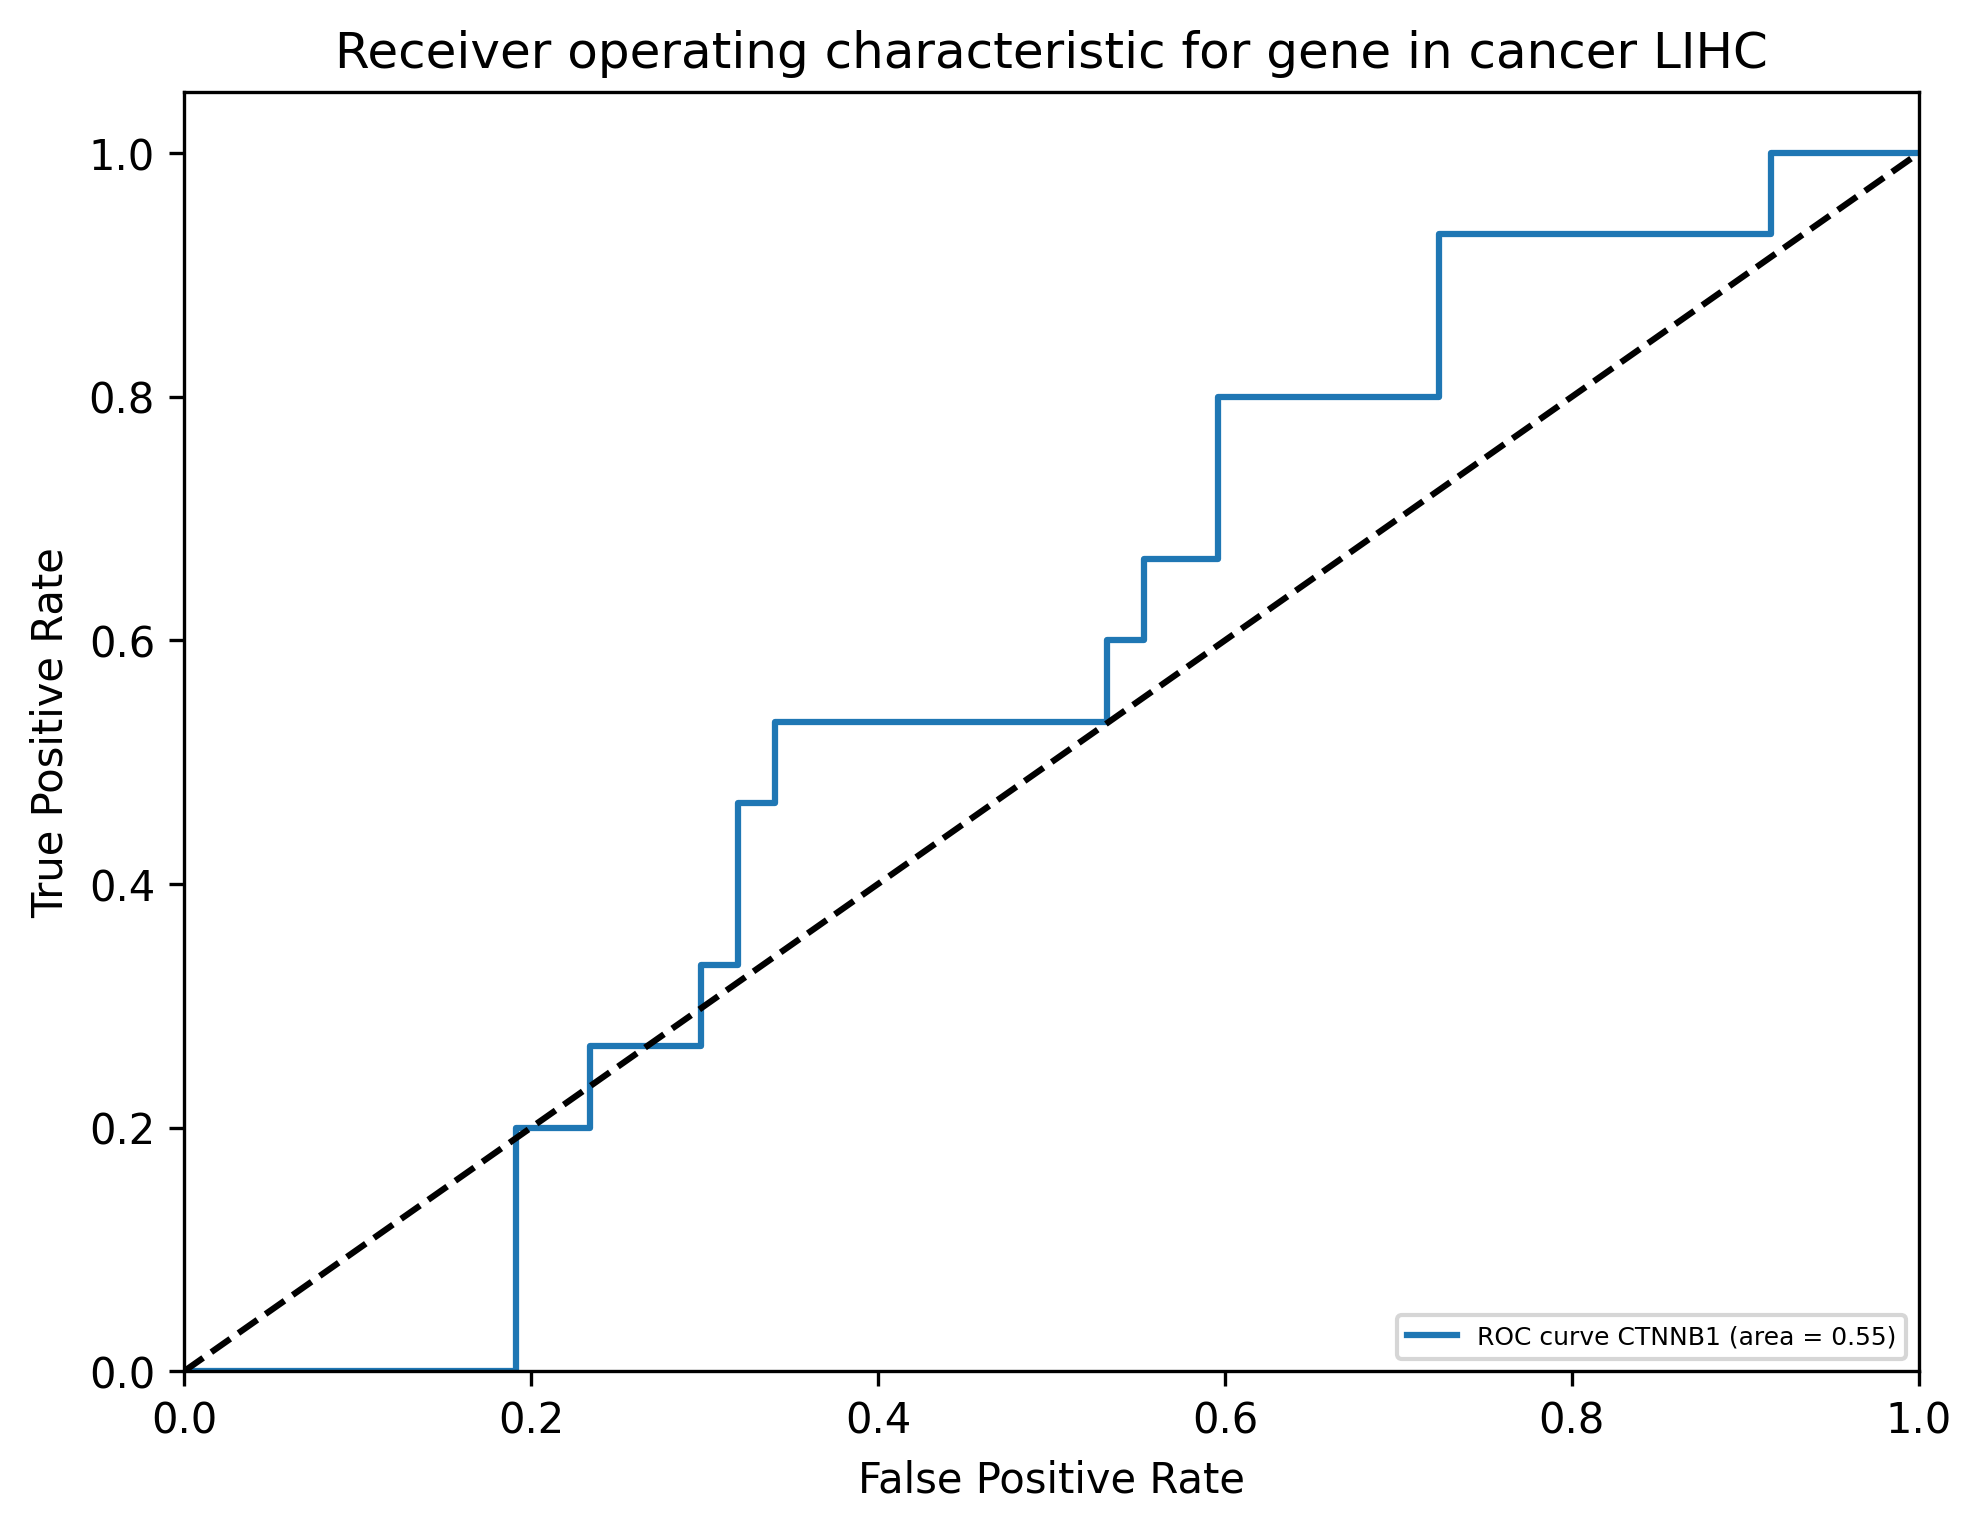 Receiver operating characteristic for gene in cancer LIHC
True Positive Rate
1.0
0.8
0.6
0.4
0.2
0.0
0.0 0.2 0.4 0.6 0.8 1.0
False Positive Rate
ROC curve CTNNB1 (area = 0.55)